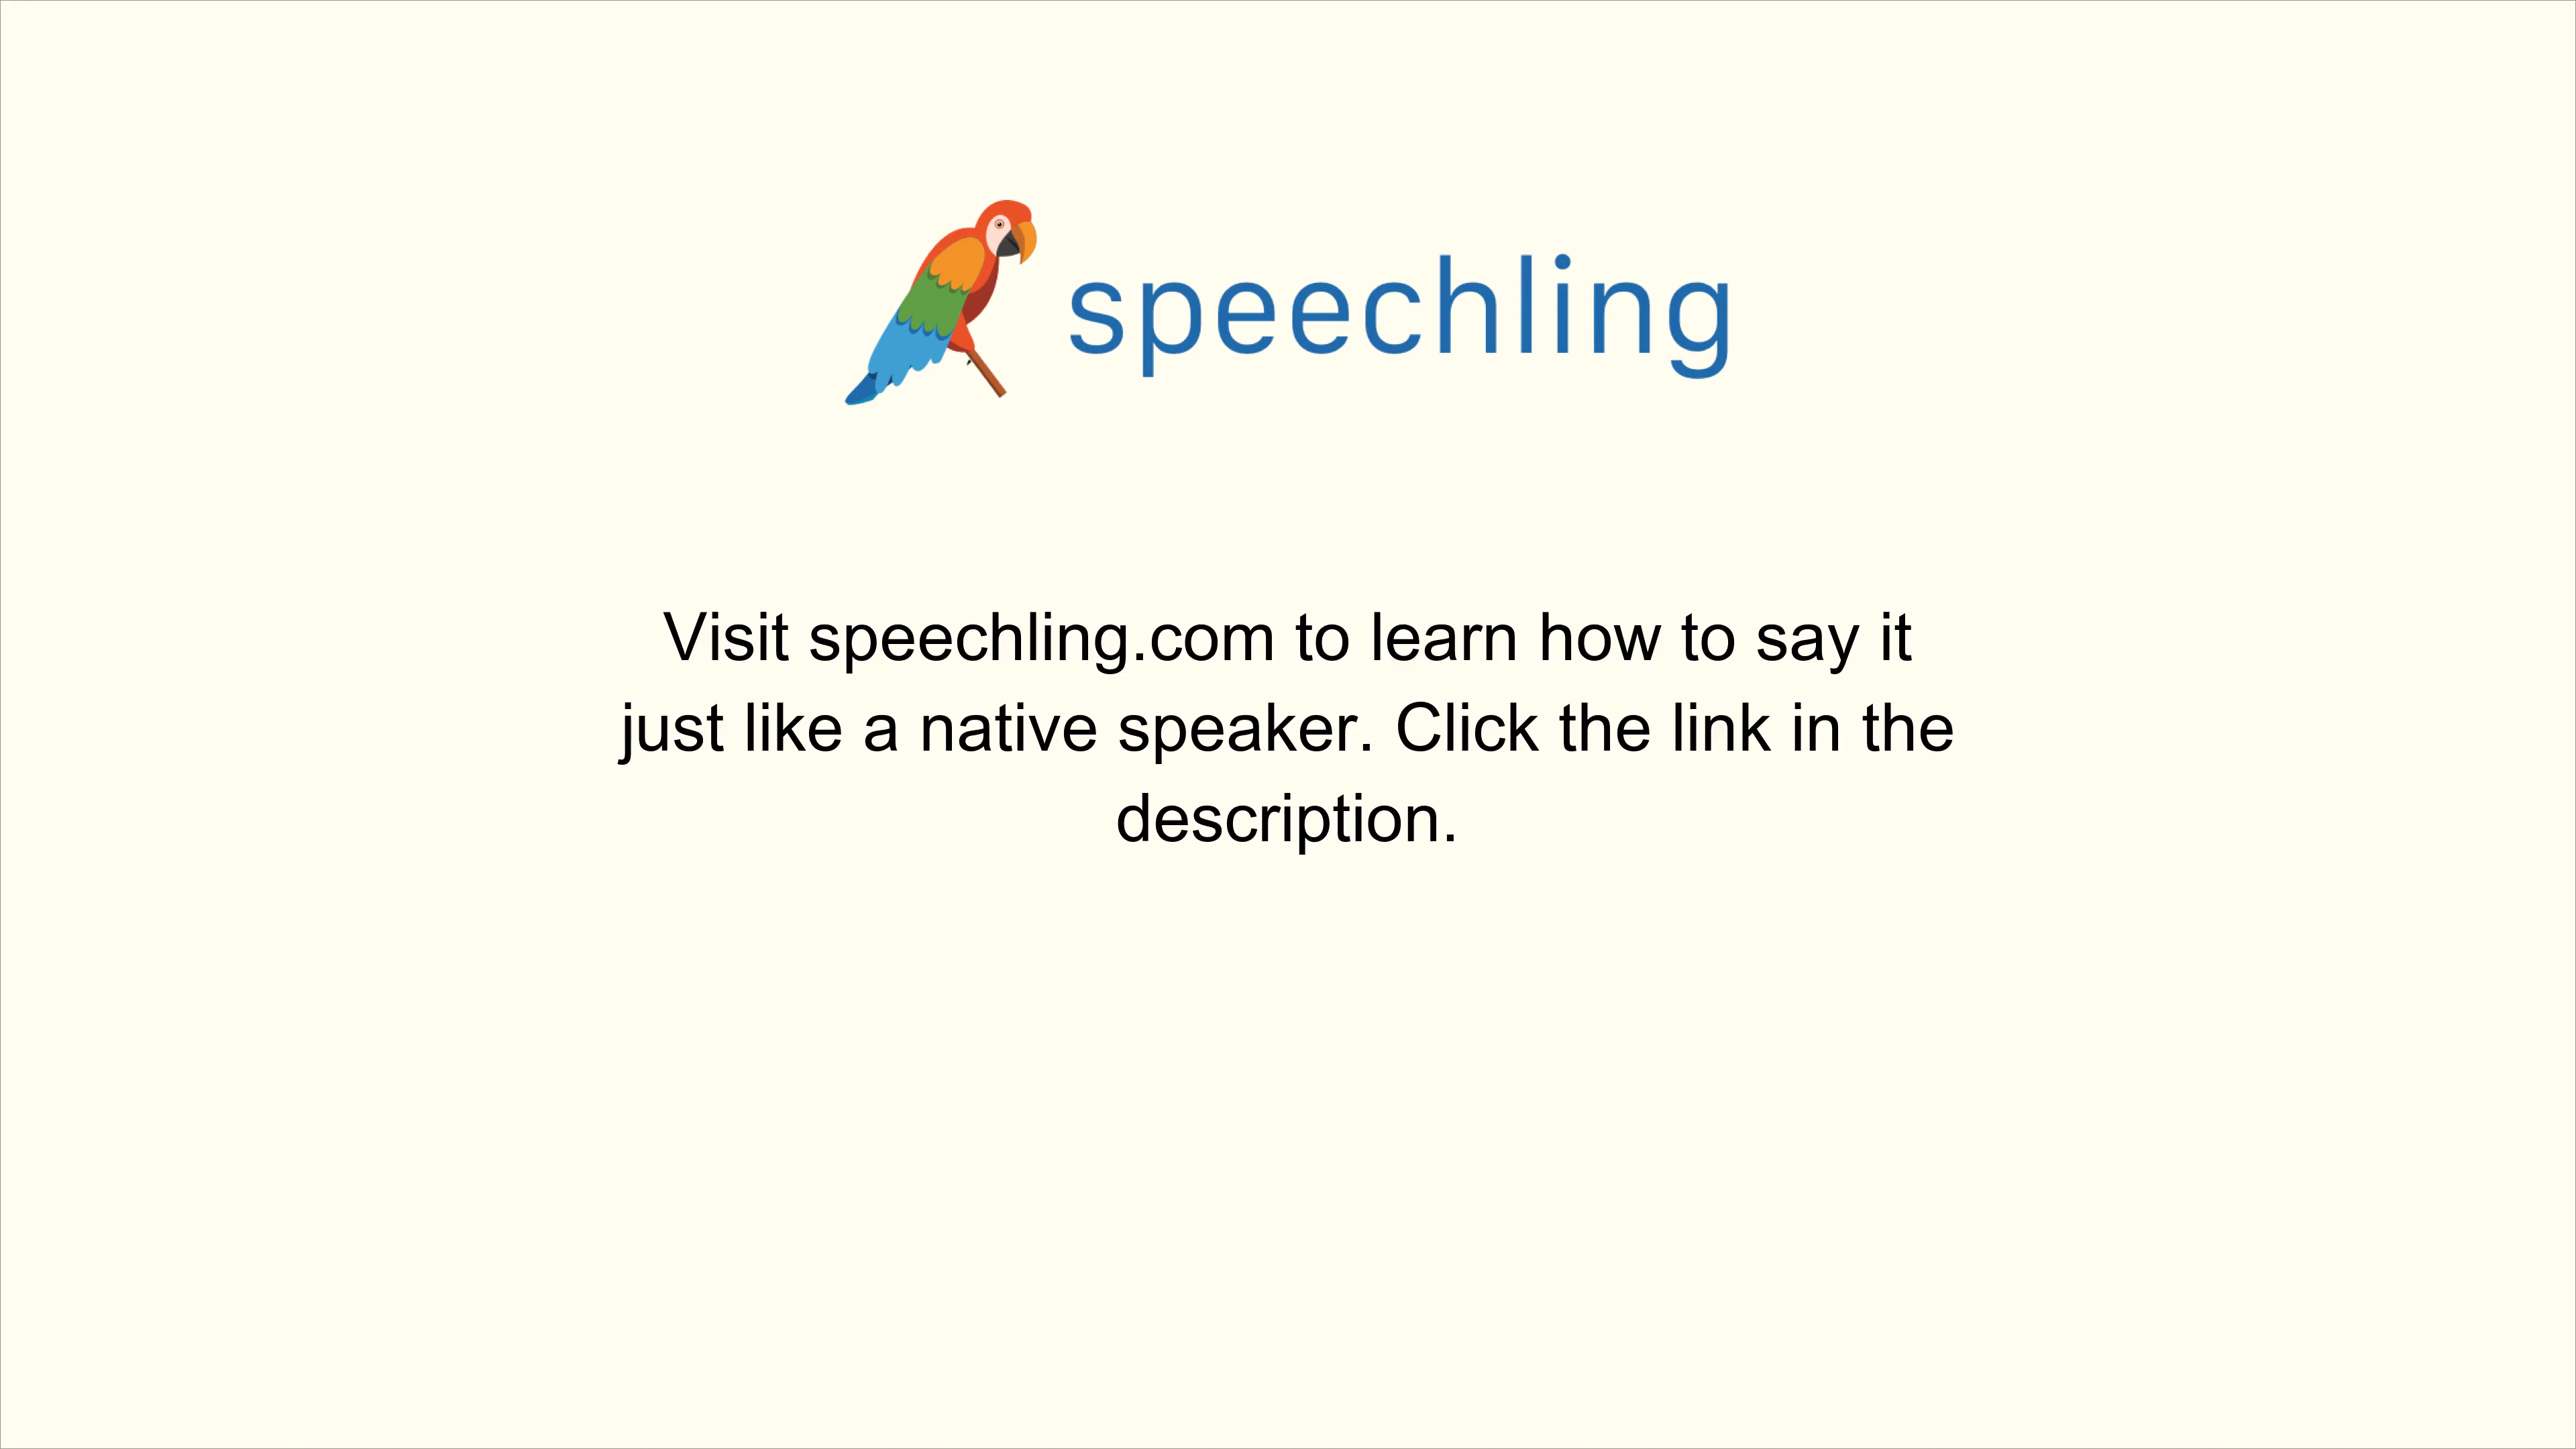 speechling
Visit speechling.com to learn how to say it
just like a native speaker. Click the link in the
description.